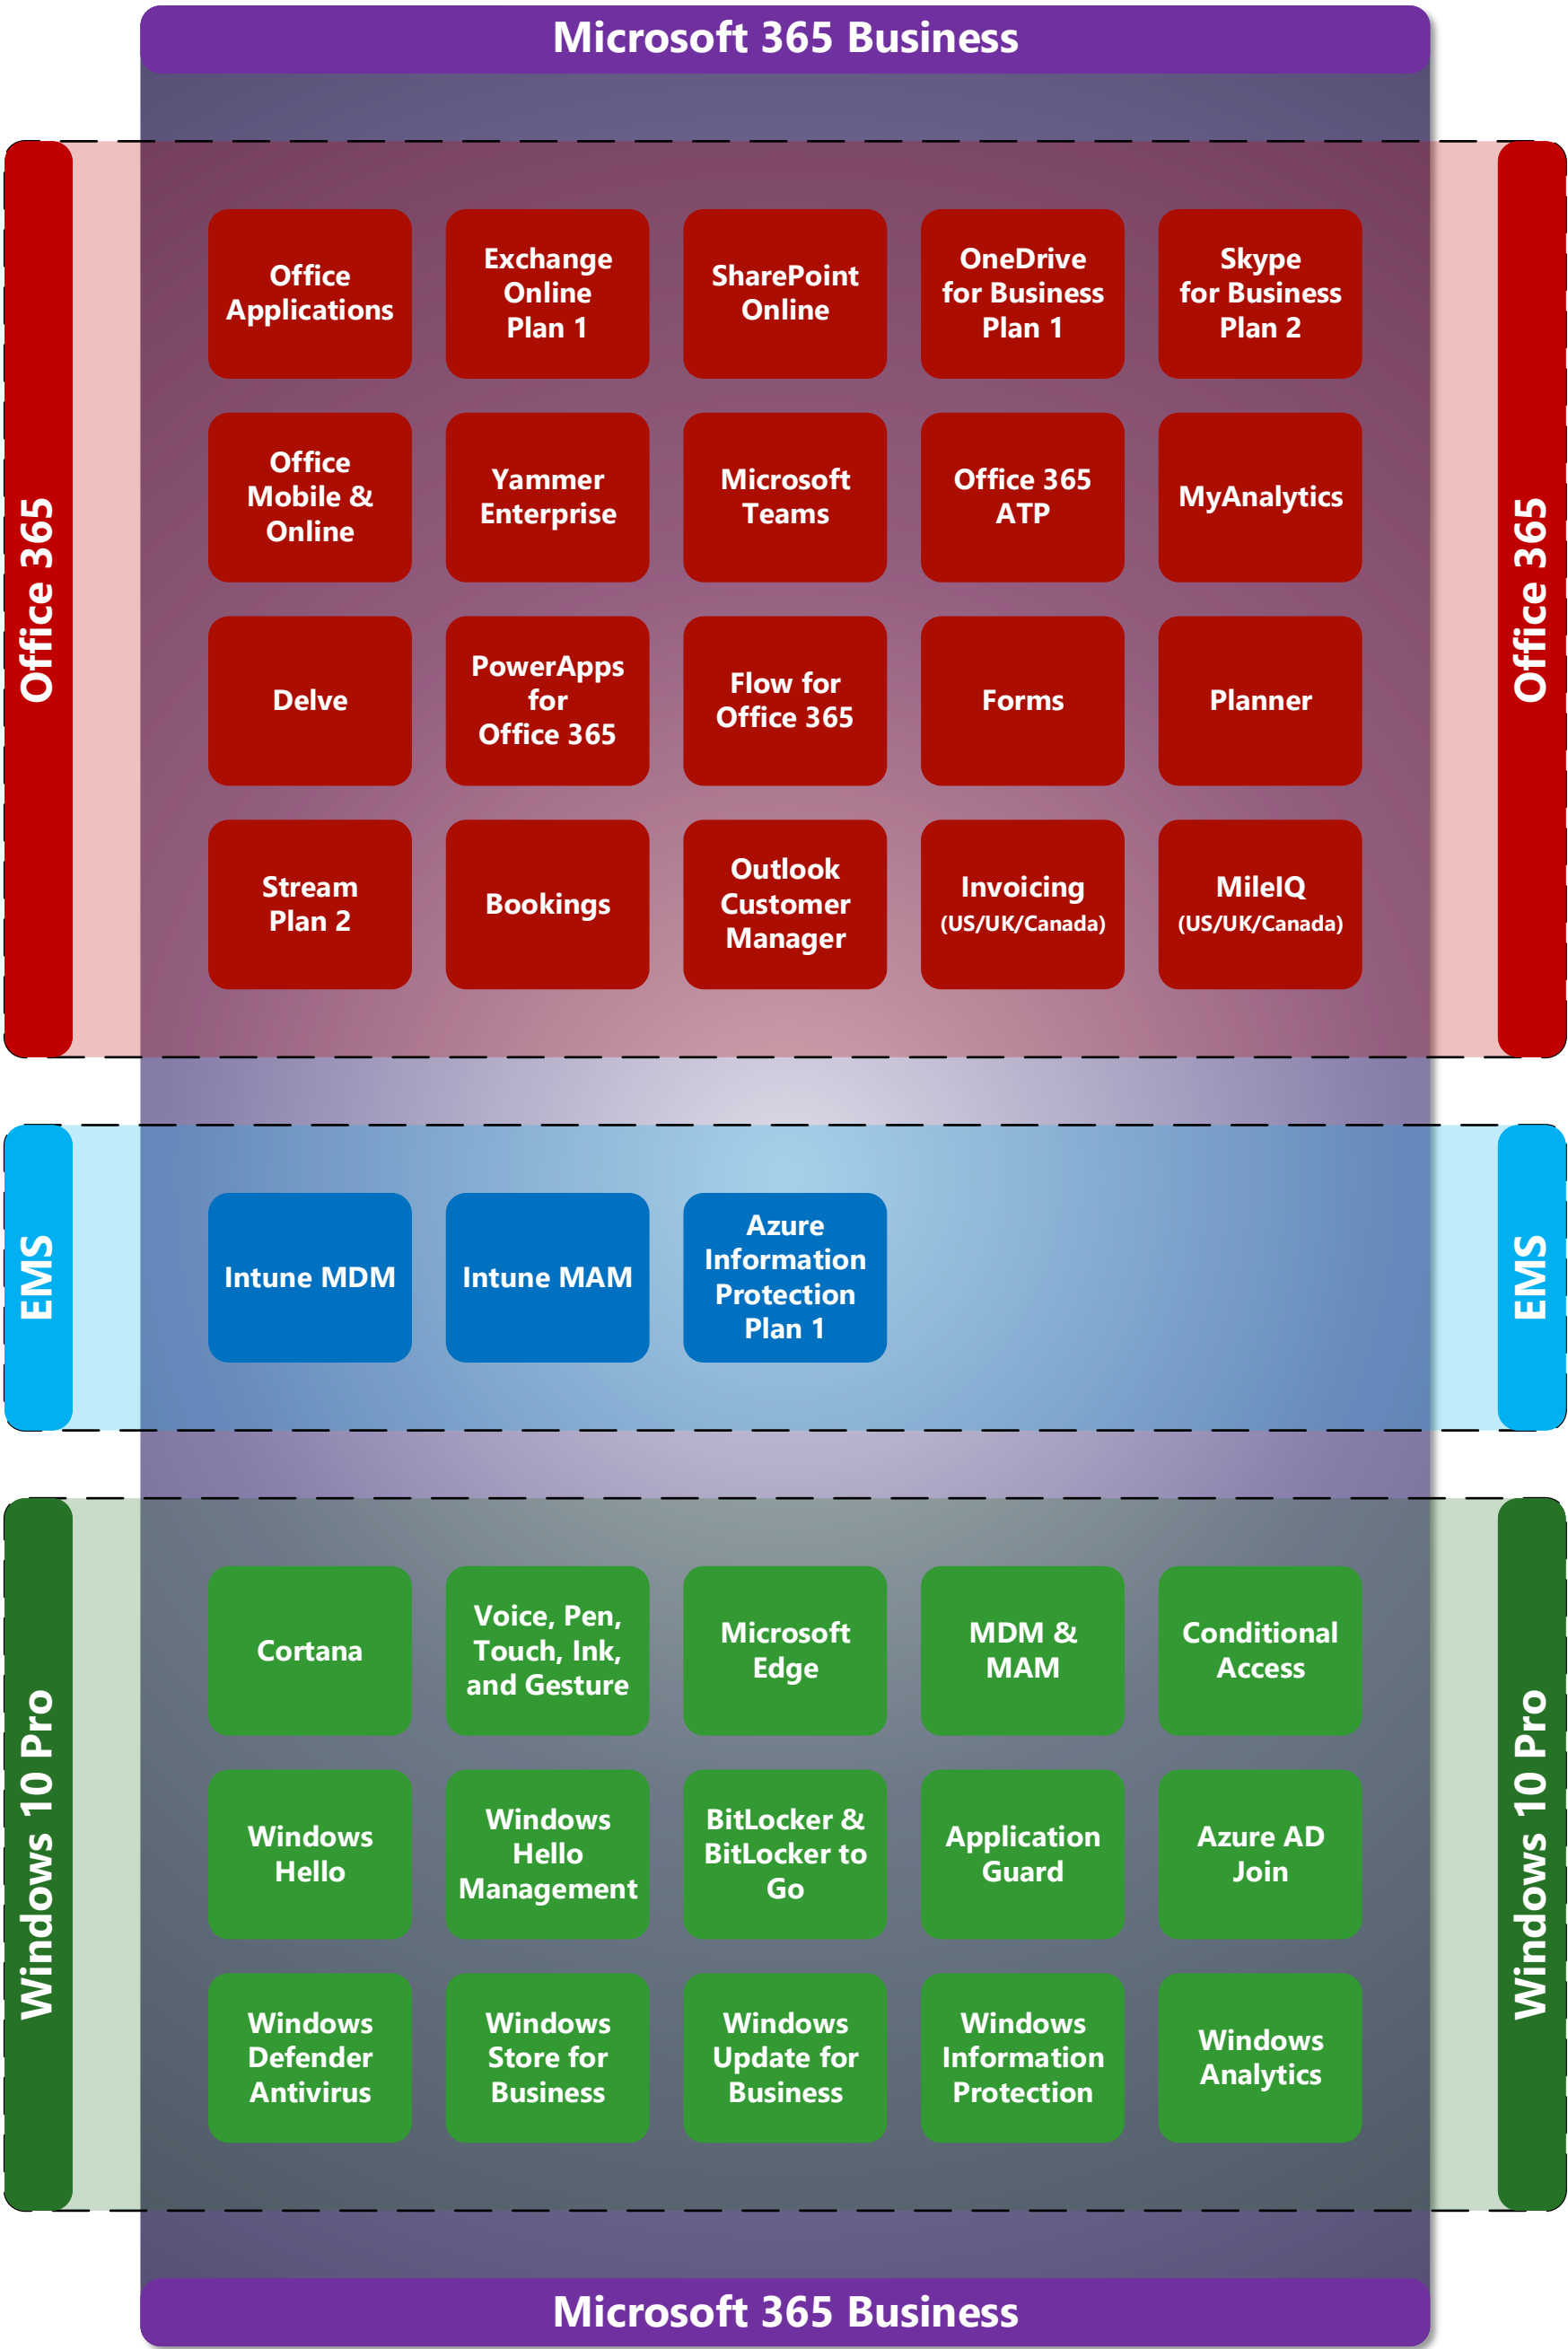 Microsoft 365 Business
Office 365
Office
Applications
Exchange
Online
Plan 1
SharePoint
Online
OneDrive
for Business
Plan 1
Skype
for Business
Plan 2
Office
Mobile &
Online
Yammer
Enterprise
Microsoft
Teams
Office 365
ATP
MyAnalytics
Delve
PowerApps
for
Office 365
Flow for
Office 365
Forms
Planner
Stream
Plan 2
Bookings
Outlook
Customer
Manager
Invoicing
(US/UK/Canada)
MileIQ
(US/UK/Canada)
Office 365
EMS
Intune MDM
Intune MAM
Azure
Information
Protection
Plan 1
EMS
Windows 10 Pro
Cortana
Voice, Pen,
Touch, Ink,
and Gesture
Microsoft
Edge
MDM &
MAM
Conditional
Access
Windows
Hello
Windows
Hello
Management
BitLocker &
BitLocker to
Go
Application
Guard
Azure AD
Join
Windows
Defender
Antivirus
Windows
Store for
Business
Windows
Update for
Business
Windows
Information
Protection
Windows
Analytics
Windows 10 Pro
Microsoft 365 Business